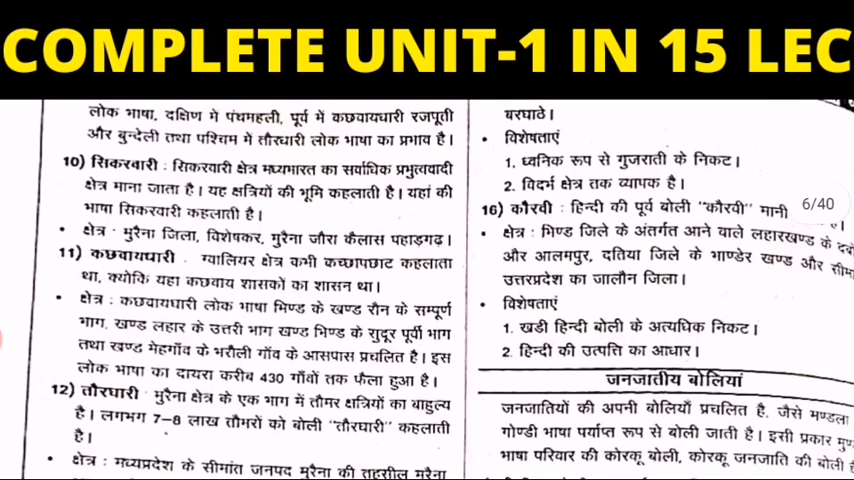 COMPLETE UNIT-1 IN 15 LEC
लोक भाषा, दक्षिण मे पंचमहली, पूर्व में कछवायधारी रजपूती
और बुन्देली तथा पश्चिम में तौरधारी लोक भाषा का प्रभाव है।
10) सिकरवारी : सिकरवारी क्षेत्र मध्यभारत का सर्वाधिक प्रभुत्ववादी
क्षेत्र माना जाता है। यह क्षत्रियों की भूमि कहलाती है। यहां की
भाषा सिकरवारी कहलाती है।
• क्षेत्र - मुरैना जिला, विशेषकर, मुरैना जौरा कैलास पहाड़गढ़।
11) कछवायधारी - ग्वालियर क्षेत्र कभी कच्छापछाट कहलाता
था, क्योकि यहा कछवाय शासकों का शासन था।
• क्षेत्र : कछवायधारी लोक भाषा भिण्ड के खण्ड रौन के सम्पूर्ण
भाग, खण्ड लहार के उत्तरी भाग खण्ड भिण्ड के सुदूर पूर्वी भाग
तथा खण्ड मेहगाँव के भरौली गाँव के आसपास प्रचलित है। इस
लोक भाषा का दायरा करीब 430 गाँवों तक फैला हुआ है।
12) तौरधारी - मुरैना क्षेत्र के एक भाग में तौमर क्षत्रियों का बाहुल्य
है। लगभग 7-8 लाख तौमरों को बोली "तौरधारी" कहलाती
है।
• क्षेत्र : मध्यप्रदेश के सीमांत जनपद मुरैना की तहसील मुरैना
बरघाठे।
• विशेषताएं
1. ध्वनिक रूप से गुजराती के निकट।
2. विदर्भ क्षेत्र तक व्यापक है।
16) कौरवी : हिन्दी की पूर्व बोली "कौरवी" मानी
6/40
• क्षेत्र : भिण्ड जिले के अंतर्गत आने वाले लहारखण्ड के
और आलमपुर, दतिया जिले के भाण्डेर खण्ड और
उत्तरप्रदेश का जालौन जिला।
• विशेषताएं
1. खडी हिन्दी बोली के अत्यधिक निकट।
2. हिन्दी की उत्पत्ति का आधार।
जनजातीय बोलियां
जनजातियों की अपनी बोलियाँ प्रचलित है, जैसे मण्डला
गोण्डी भाषा पर्याप्त रूप से बोली जाती है। इसी प्रकार
भाषा परिवार की कोरकू बोली, कोरकू जनजाति की बोली